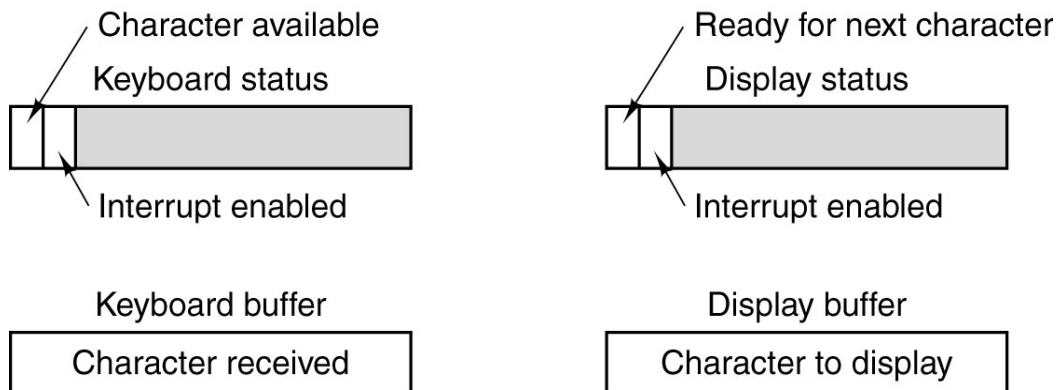 Character available
Keyboard status
Interrupt enabled
Keyboard buffer
Character received
Ready for next character
Display status
Interrupt enabled
Display buffer
Character to display